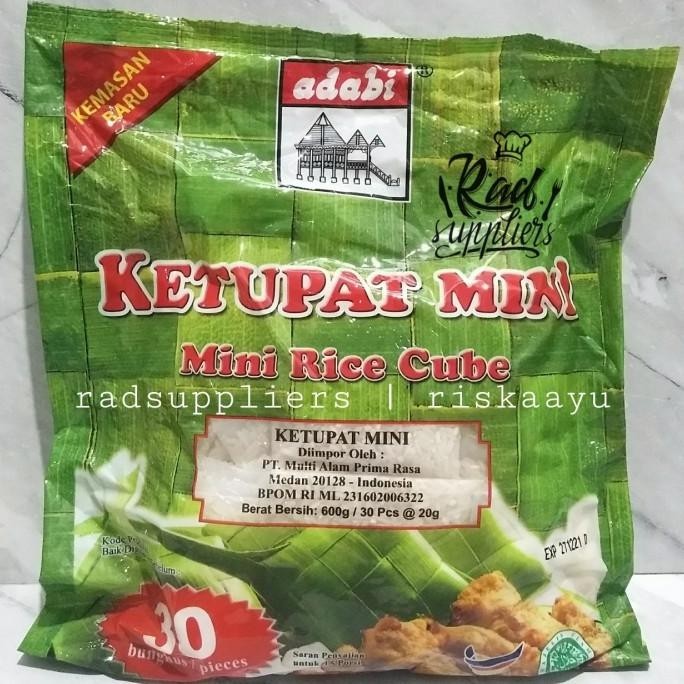 KEMASAN
BARU
adabi
®
Rad
suppliers
KETUPAT MINI
Mini Rice Cube
radsuppliers | riskaayu
KETUPAT MINI
Diimpor Oleh :
PT. Multi Alam Prima Rasa
Medan 20128 - Indonesia
BPOM RI ML 231602006322
Berat Bersih: 600g / 30 Pcs @ 20g
EXP 271221 D
30
bungkus / pieces
Saran Penyajian